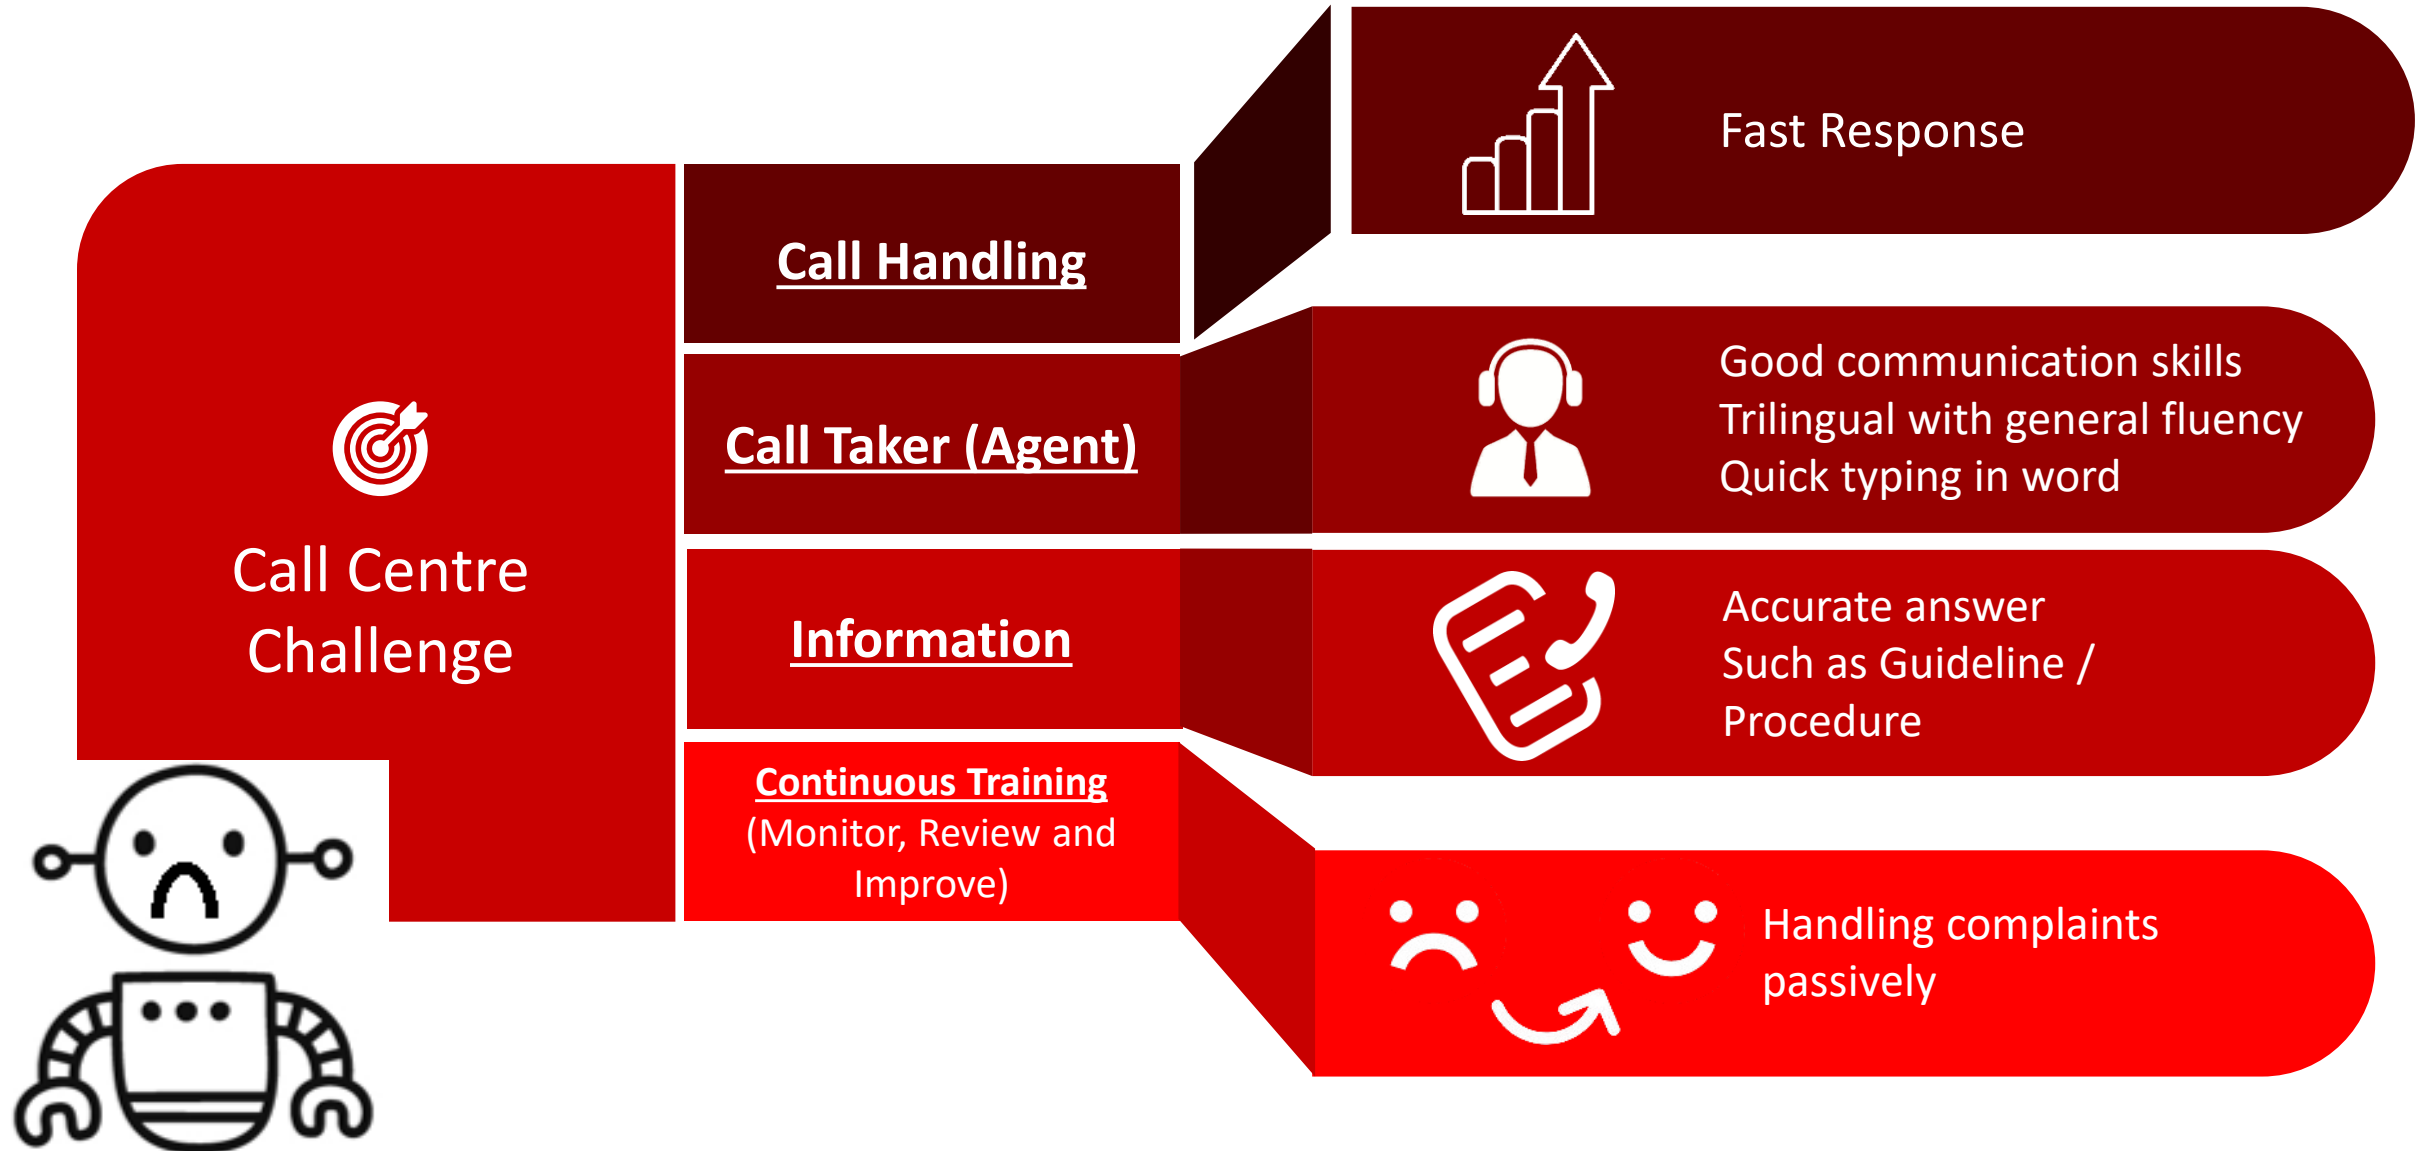 Call Centre
Challenge
Call Handling
Fast Response
Call Taker (Agent)
Good communication skills
Trilingual with general fluency
Quick typing in word
Information
Accurate answer
Such as Guideline /
Procedure
Continuous Training
(Monitor, Review and
Improve)
Handling complaints
passively